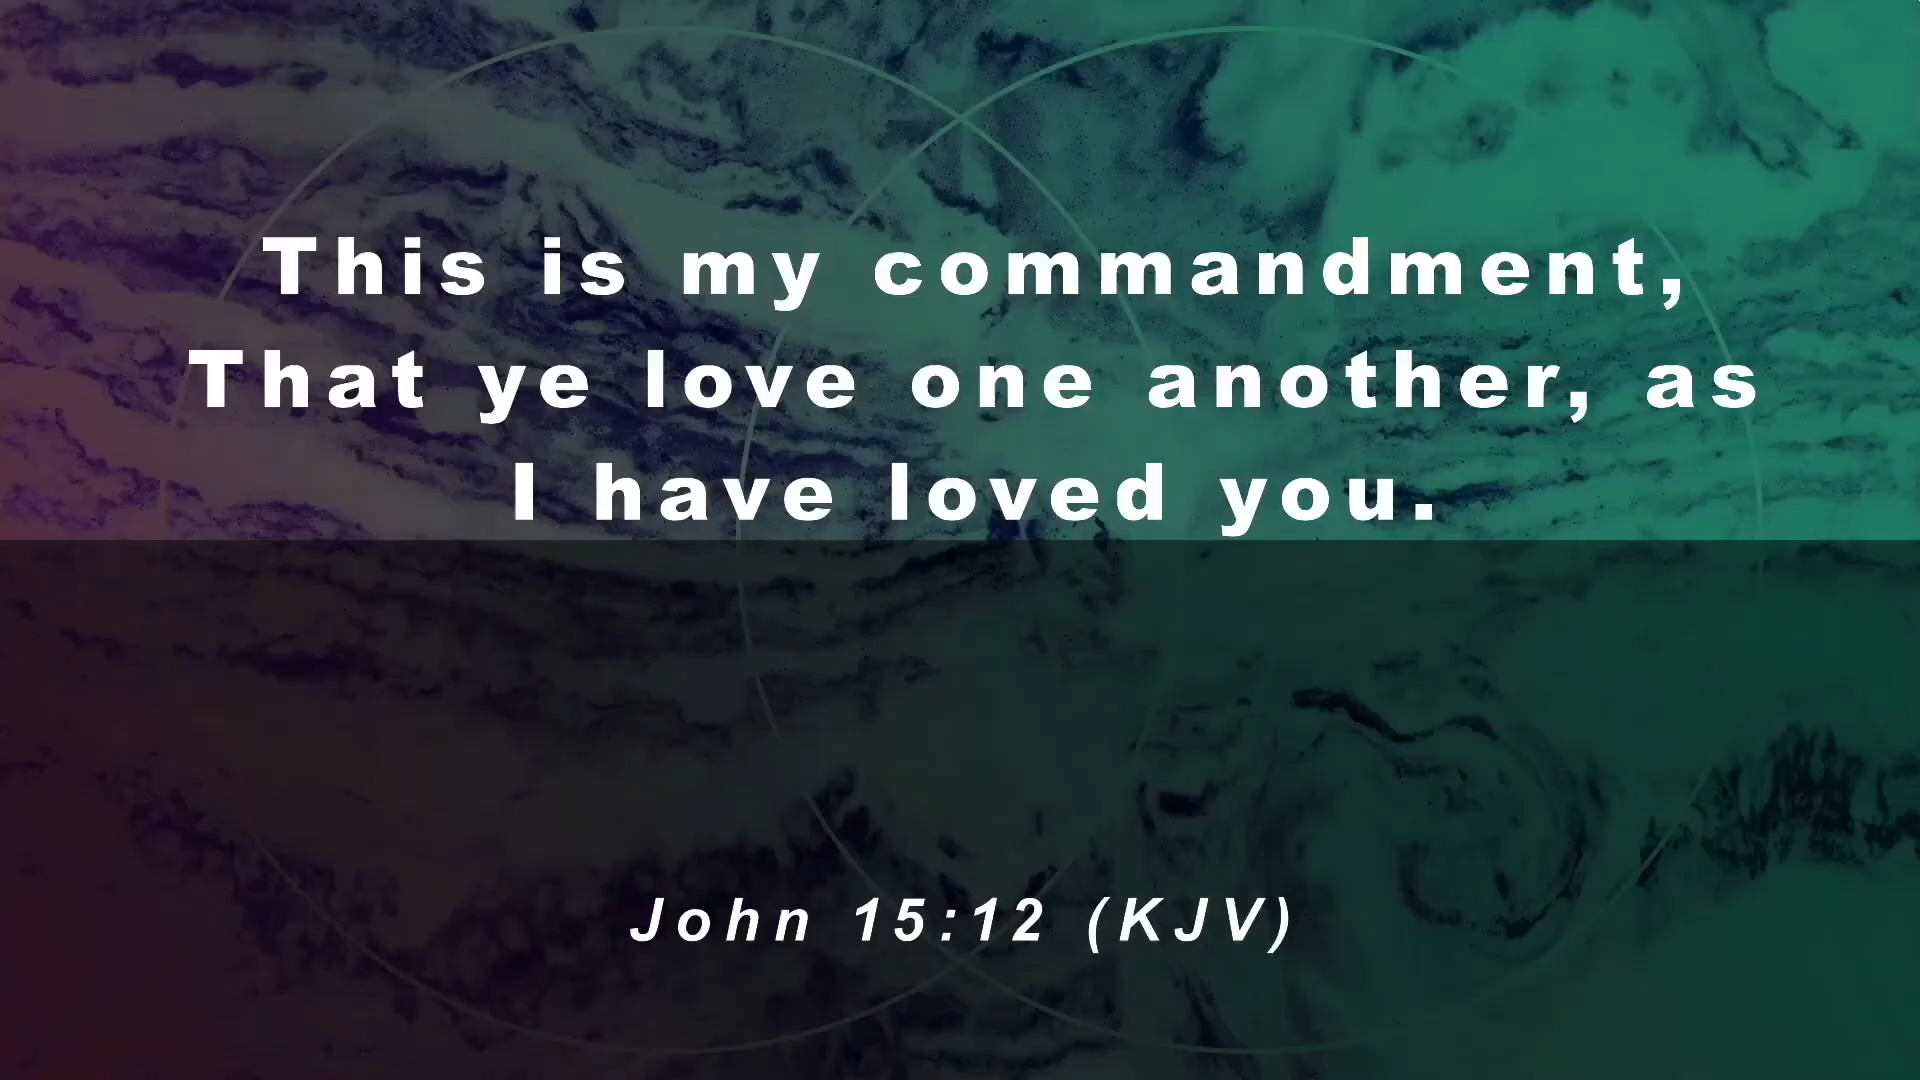 This is my commandment,
That ye love one another, as
I have loved you.
John 15:12 (KJV)